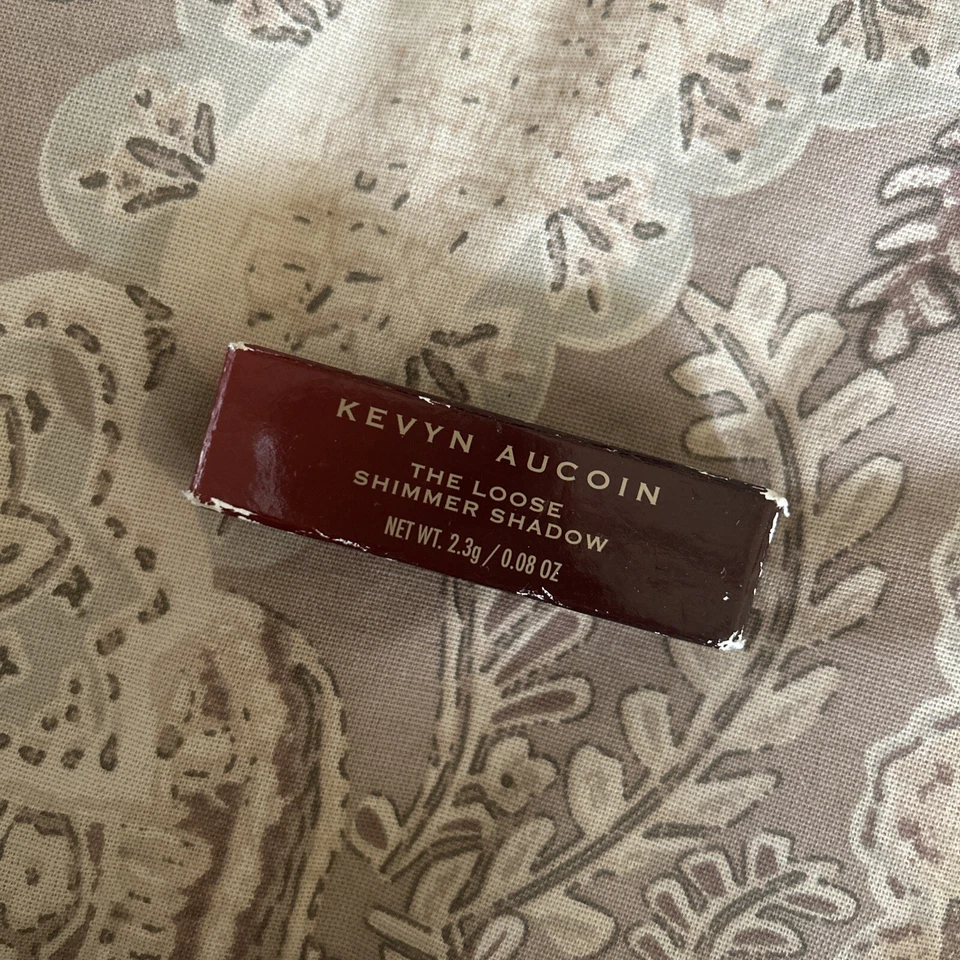 KEVYN AUCOIN
THE LOOSE
SHIMMER SHADOW
NET WT. 2.3g / 0.08 OZ